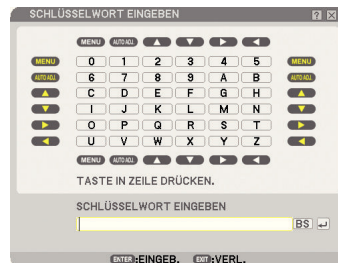 SCHLÜSSELWORT EINGEBEN
MENU AUTO ADJ.
MENU 0 1 2 3 4 5 MENU
AUTO ADJ. 6 7 8 9 A B AUTO ADJ.
C D E F G H
I J K L M N
O P Q R S T
U V W X Y Z
MENU AUTO ADJ.
TASTE IN ZEILE DRÜCKEN.
SCHLÜSSELWORT EINGEBEN
BS
ENTER :EINGEB. EXIT :VERL.